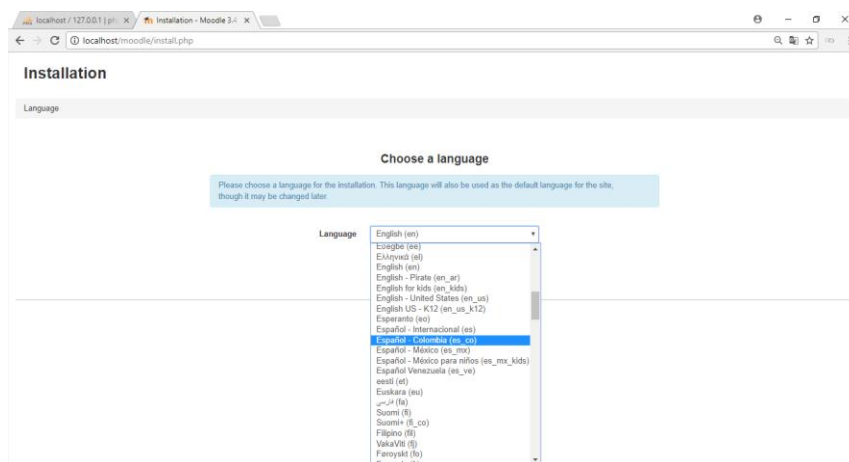 localhost / 127.0.0.1 | ph
Installation - Moodle 3.4
localhost/moodle/install.php
Installation
Language
Choose a language
Please choose a language for the installation. This language will also be used as the default language for the site,
though it may be changed later.
Language English (en)
Eʋegbe (ee)
Ελληνικά (el)
English (en)
English - Pirate (en_ar)
English for kids (en_kids)
English - United States (en_us)
English US - K12 (en_us_k12)
Esperanto (eo)
Español - Internacional (es)
Español - Colombia (es_co)
Español - México (es_mx)
Español - México para niños (es_mx_kids)
Español Venezuela (es_ve)
eesti (et)
Euskara (eu)
فارسی (fa)
Suomi (fi)
Suomi+ (fi_co)
Filipino (fil)
VakaViti (fj)
Føroyskt (fo)